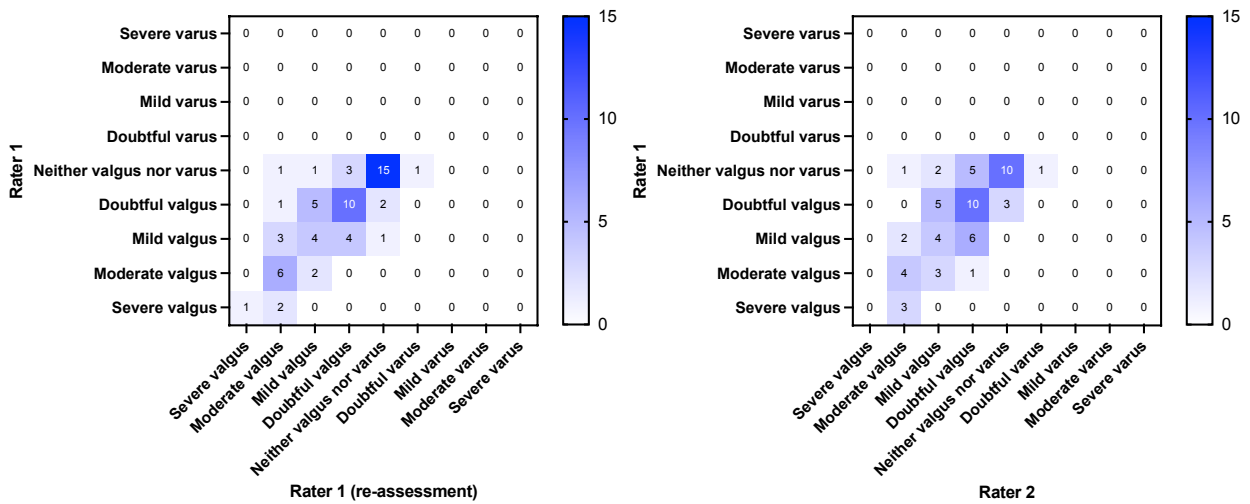 Severe varus 0 0 0 0 0 0 0 0 0
Moderate varus 0 0 0 0 0 0 0 0 0
Mild varus 0 0 0 0 0 0 0 0 0
Doubtful varus 0 0 0 0 0 0 0 0 0
Neither valgus nor varus 0 1 1 3 15 1 0 0 0
Doubtful valgus 0 1 5 10 2 0 0 0 0
Mild valgus 0 3 4 4 1 0 0 0 0
Moderate valgus 0 6 2 0 0 0 0 0 0
Severe valgus 1 2 0 0 0 0 0 0 0
Rater 1
Severe valgus
Moderate valgus
Mild valgus
Doubtful valgus
Neither valgus nor varus
Doubtful varus
Mild varus
Moderate varus
Severe varus
Rater 1 (re-assessment)
15
10
5
0
Severe varus 0 0 0 0 0 0 0 0 0
Moderate varus 0 0 0 0 0 0 0 0 0
Mild varus 0 0 0 0 0 0 0 0 0
Doubtful varus 0 0 0 0 0 0 0 0 0
Neither valgus nor varus 0 1 2 5 10 1 0 0 0
Doubtful valgus 0 0 5 10 3 0 0 0 0
Mild valgus 0 2 4 6 0 0 0 0 0
Moderate valgus 0 4 3 1 0 0 0 0 0
Severe valgus 0 3 0 0 0 0 0 0 0
Rater 1
Severe valgus
Moderate valgus
Mild valgus
Doubtful valgus
Neither valgus nor varus
Doubtful varus
Mild varus
Moderate varus
Severe varus
Rater 2
15
10
5
0